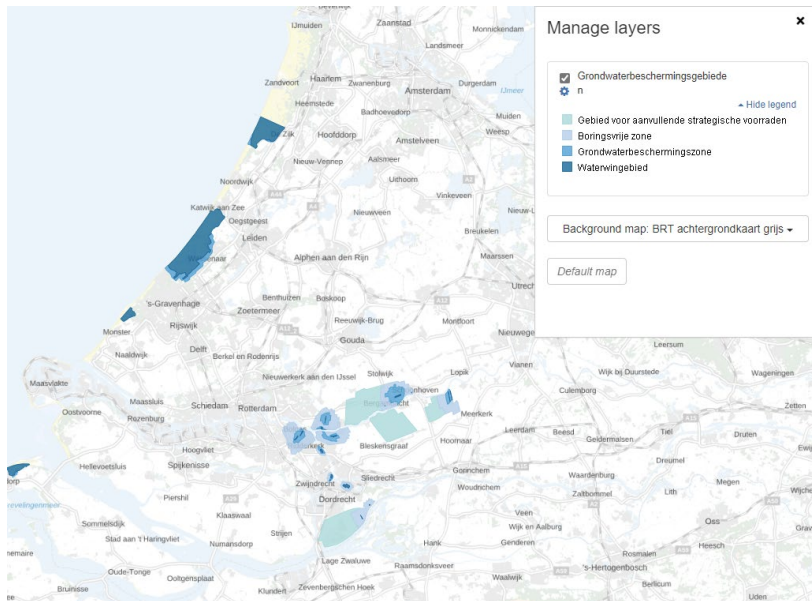 Manage layers
×
Grondwaterbeschermingsgebiede
n
Hide legend
Gebied voor aanvullende strategische voorraden
Boringsvrije zone
Grondwaterbeschermingszone
Waterwingebied
Background map: BRT achtergrondkaart grijs
Default map
IJmuiden
Zaanstad
Monnickendam
Landsmeer
Zandvoort
Haarlem
Zwanenburg
Amsterdam
Durgerdam
IJmeer
Heemstede
Badhoevedorp
Muiden
Hoofddorp
Amstelveen
Weesp
Nieuw-Vennep
Aalsmeer
Uithoorn
Noordwijk
Vinkeveen
Katwijk aan Zee
Oegstgeest
Nieuwveen
Breukelen
Leiden
Alphen aan den Rijn
Maarssen
's-Gravenhage
Benthuizen
Boskoop
Zoetermeer
Rijswijk
Reeuwijk-Brug
Montfoort
Monster
Delft
Gouda
Naaldwijk
Berkel en Rodenrijs
Vianen
Leersum
Maasvlakte
Nieuwerkerk aan den IJssel
Stolwijk
Lopik
Wijk bij Duurstede
Wageningen
Culemborg
Maassluis
Schiedam
Rotterdam
Oostvoorne
Rozenburg
Meerkerk
Zetten
Hoogvliet
Bleskensgraaf
Hoornaar
Leerdam
Beesd
Geldermalsen
Tiel
Druten
Hellevoetsluis
Spijkenisse
Gorinchem
Dreumel
Zwijndrecht
Sliedrecht
Woudrichem
Waardenburg
Zaltbommel
Lith
Megen
Piershil
Dordrecht
Sommelsdijk
Klaaswaal
Strijen
Veen
Wijk en Aalburg
Oss
Stad aan 't Haringvliet
Numansdorp
Hank
Genderen
Heesch
Lage Zwaluwe
Raamsdonksveer
Rosmalen
Oude-Tonge
Ooltgensplaat
's-Hertogenbosch
Bruinisse
Klundert
Zevenbergschen Hoek
Waalwijk
Berlicum
Uden